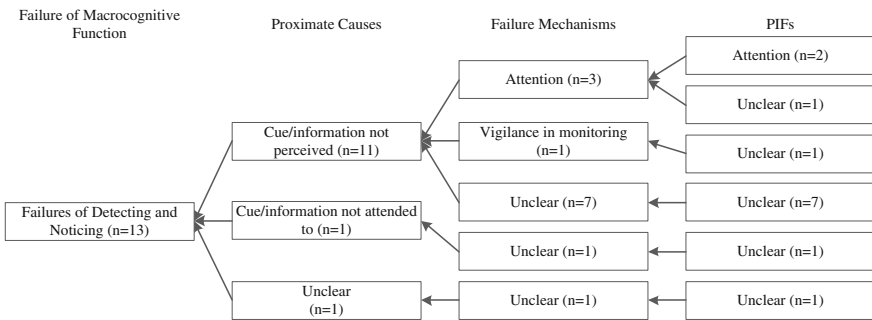 Failure of Macrocognitive
Function
Proximate Causes
Failure Mechanisms
PIFs
Attention (n=2)
Attention (n=3)
Unclear (n=1)
Cue/information not
perceived (n=11)
Vigilance in monitoring
(n=1)
Unclear (n=1)
Unclear (n=7)
Unclear (n=7)
Failures of Detecting and
Noticing (n=13)
Cue/information not attended
to (n=1)
Unclear (n=1)
Unclear (n=1)
Unclear
(n=1)
Unclear (n=1)
Unclear (n=1)